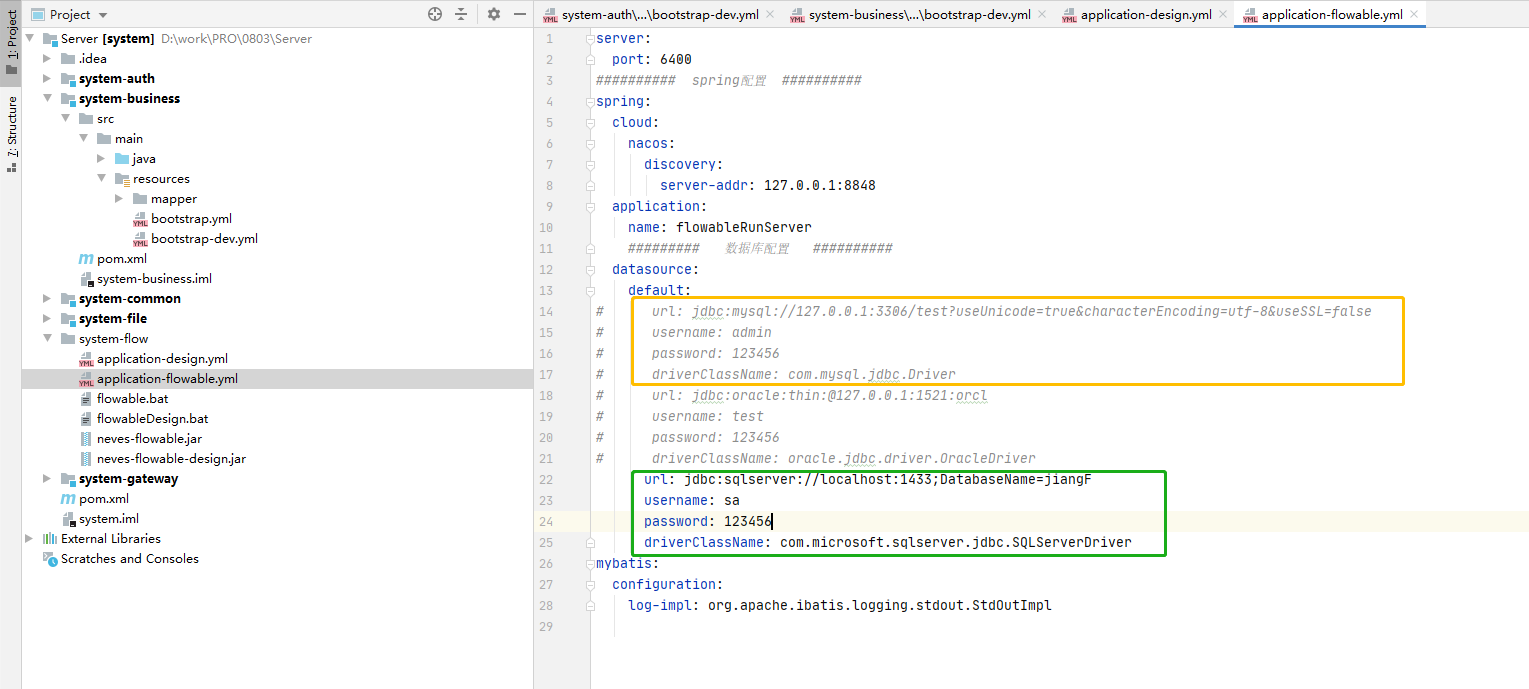 Project
system-auth\...\bootstrap-dev.yml
system-business\...\bootstrap-dev.yml
application-design.yml
application-flowable.yml
1: Project
7: Structure
Server [system] D:\work\PRO\0803\Server
.idea
system-auth
system-business
src
main
java
resources
mapper
YML bootstrap.yml
YML bootstrap-dev.yml
m pom.xml
system-business.iml
system-common
system-file
system-flow
YML application-design.yml
YML application-flowable.yml
flowable.bat
flowableDesign.bat
neves-flowable.jar
neves-flowable-design.jar
system-gateway
m pom.xml
system.iml
External Libraries
Scratches and Consoles
1 server:
2 port: 6400
3 ########## spring配置 ##########
4 spring:
5 cloud:
6 nacos:
7 discovery:
8 server-addr: 127.0.0.1:8848
9 application:
10 name: flowableRunServer
11 ######### 数据库配置 ##########
12 datasource:
13 default:
14 # url: jdbc:mysql://127.0.0.1:3306/test?useUnicode=true&characterEncoding=utf-8&useSSL=false
15 # username: admin
16 # password: 123456
17 # driverClassName: com.mysql.jdbc.Driver
18 # url: jdbc:oracle:thin:@127.0.0.1:1521:orcl
19 # username: test
20 # password: 123456
21 # driverClassName: oracle.jdbc.driver.OracleDriver
22 url: jdbc:sqlserver://localhost:1433;DatabaseName=jiangF
23 username: sa
24 password: 123456
25 driverClassName: com.microsoft.sqlserver.jdbc.SQLServerDriver
26 mybatis:
27 configuration:
28 log-impl: org.apache.ibatis.logging.stdout.StdOutImpl
29